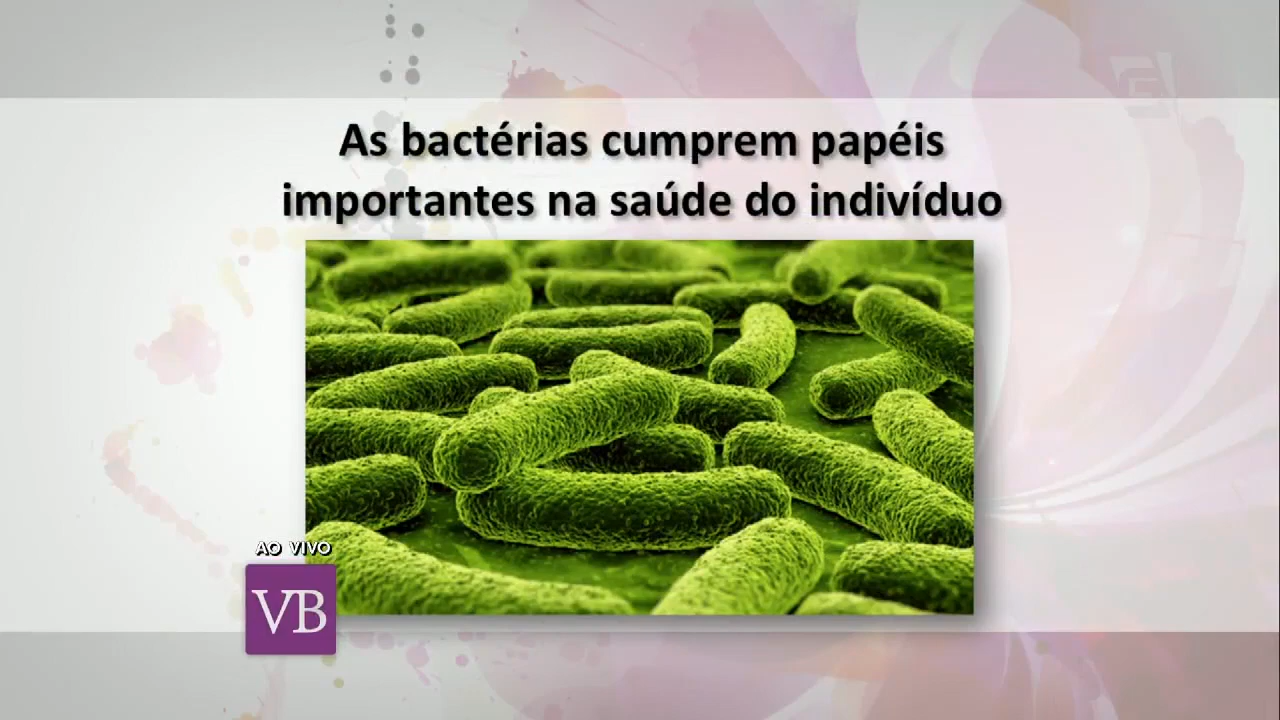 As bactérias cumprem papéis
importantes na saúde do indivíduo
AO VIVO
VB